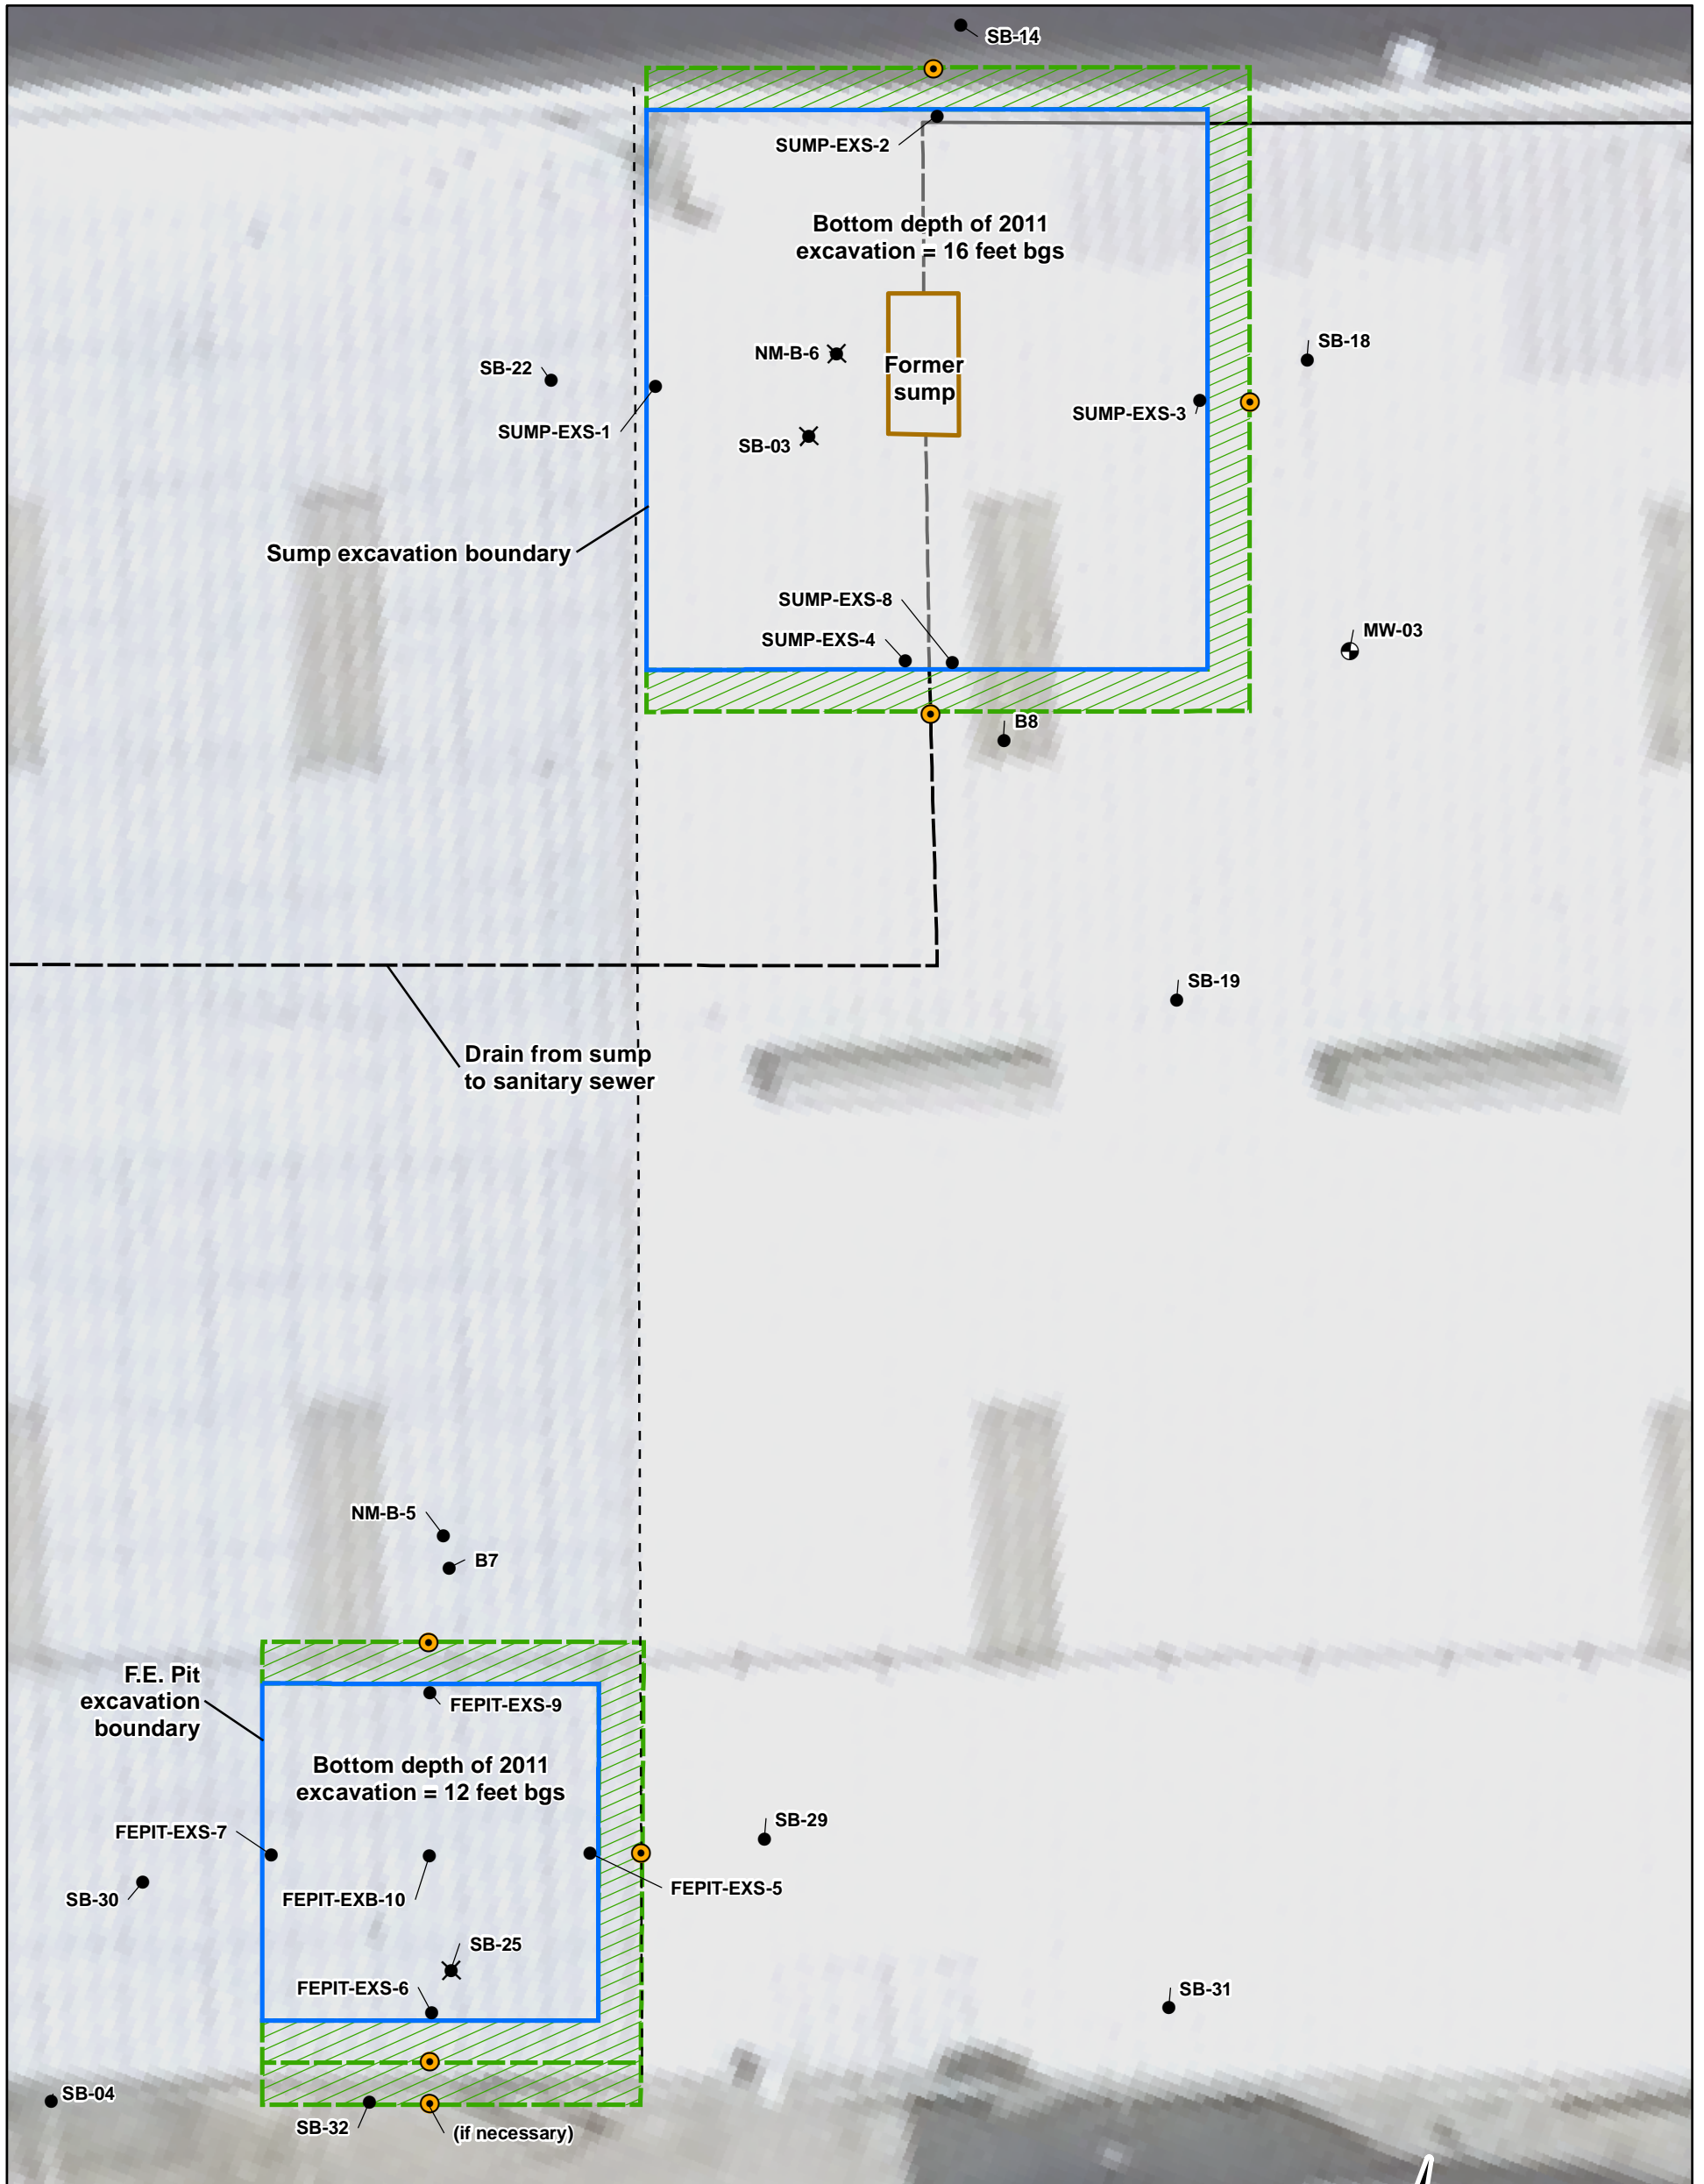 SB-14
SUMP-EXS-2
Bottom depth of 2011
excavation = 16 feet bgs
SB-18
NM-B-6
Former
sump
SB-22
SUMP-EXS-3
SUMP-EXS-1
SB-03
Sump excavation boundary
SUMP-EXS-8
SUMP-EXS-4
MW-03
B8
SB-19
Drain from sump
to sanitary sewer
NM-B-5
B7
F.E. Pit
excavation
boundary
FEPIT-EXS-9
Bottom depth of 2011
excavation = 12 feet bgs
SB-29
FEPIT-EXS-7
FEPIT-EXS-5
SB-30
FEPIT-EXB-10
SB-25
FEPIT-EXS-6
SB-31
SB-04
SB-32
(if necessary)